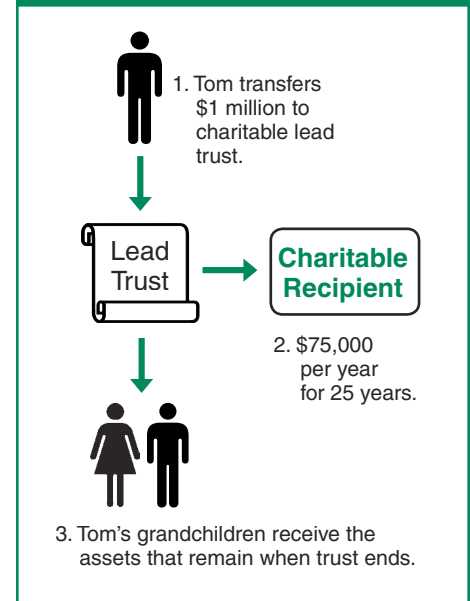 1. Tom transfers
$1 million to
charitable lead
trust.
Lead
Trust
Charitable
Recipient
2. $75,000
per year
for 25 years.
3. Tom’s grandchildren receive the
assets that remain when trust ends.